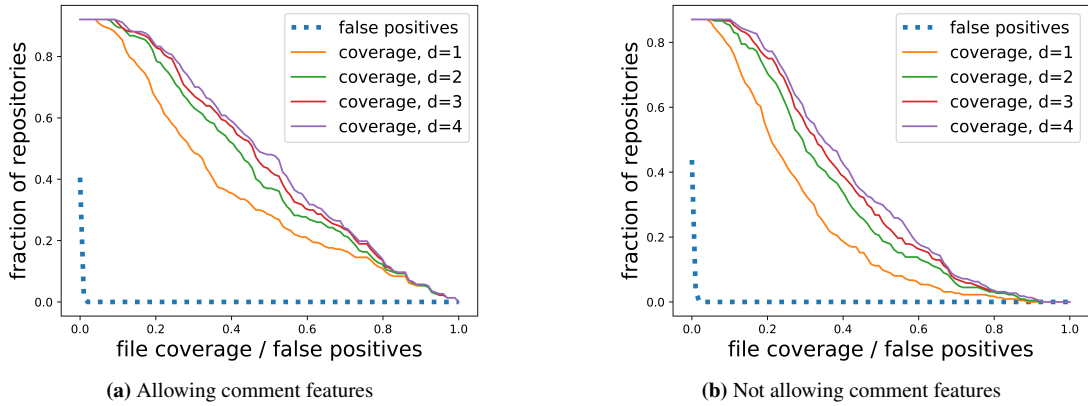 fraction of repositories
0.8
0.6
0.4
0.2
0.0
false positives
coverage, d=1
coverage, d=2
coverage, d=3
coverage, d=4
0.0 0.2 0.4 0.6 0.8 1.0
file coverage / false positives
(a) Allowing comment features
fraction of repositories
0.8
0.6
0.4
0.2
0.0
false positives
coverage, d=1
coverage, d=2
coverage, d=3
coverage, d=4
0.0 0.2 0.4 0.6 0.8 1.0
file coverage / false positives
(b) Not allowing comment features